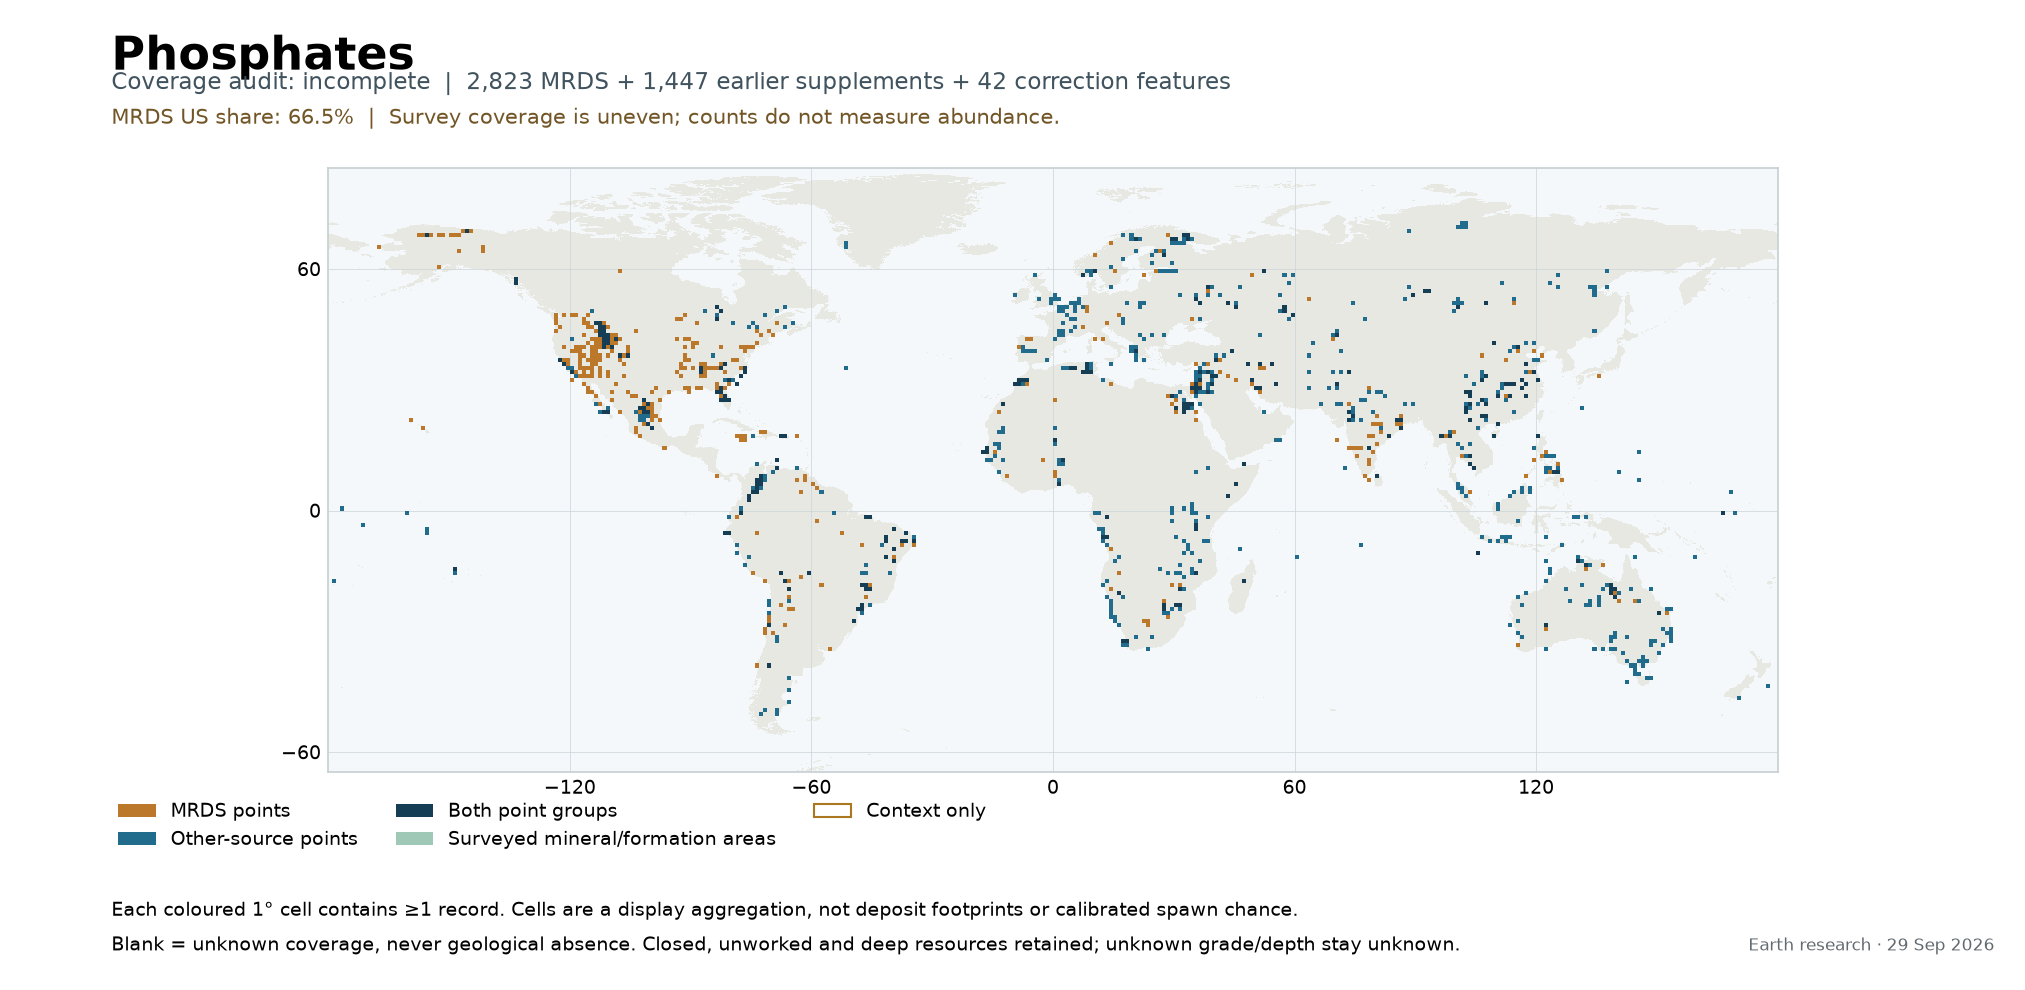 Phosphates
Coverage audit: incomplete | 2,823 MRDS + 1,447 earlier supplements + 42 correction features
MRDS US share: 66.5% | Survey coverage is uneven; counts do not measure abundance.
60
0
−60
−120 −60 0 60 120
MRDS points
Other-source points
Both point groups
Surveyed mineral/formation areas
Context only
Each coloured 1° cell contains ≥1 record. Cells are a display aggregation, not deposit footprints or calibrated spawn chance.
Blank = unknown coverage, never geological absence. Closed, unworked and deep resources retained; unknown grade/depth stay unknown.
Earth research · 29 Sep 2026